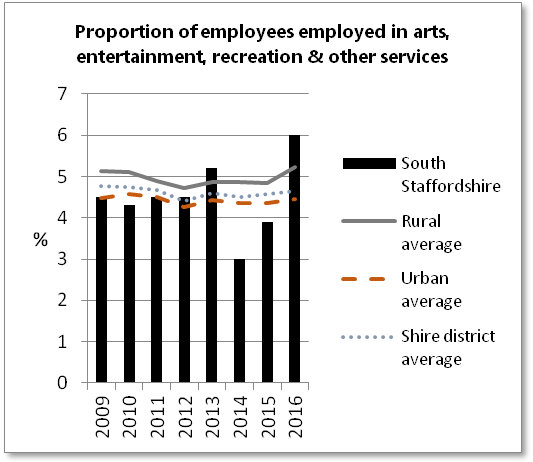 Proportion of employees employed in arts,
entertainment, recreation & other services
7
6
5
4
3
2
1
0
%
2009
2010
2011
2012
2013
2014
2015
2016
South
Staffordshire
Rural
average
Urban
average
Shire district
average